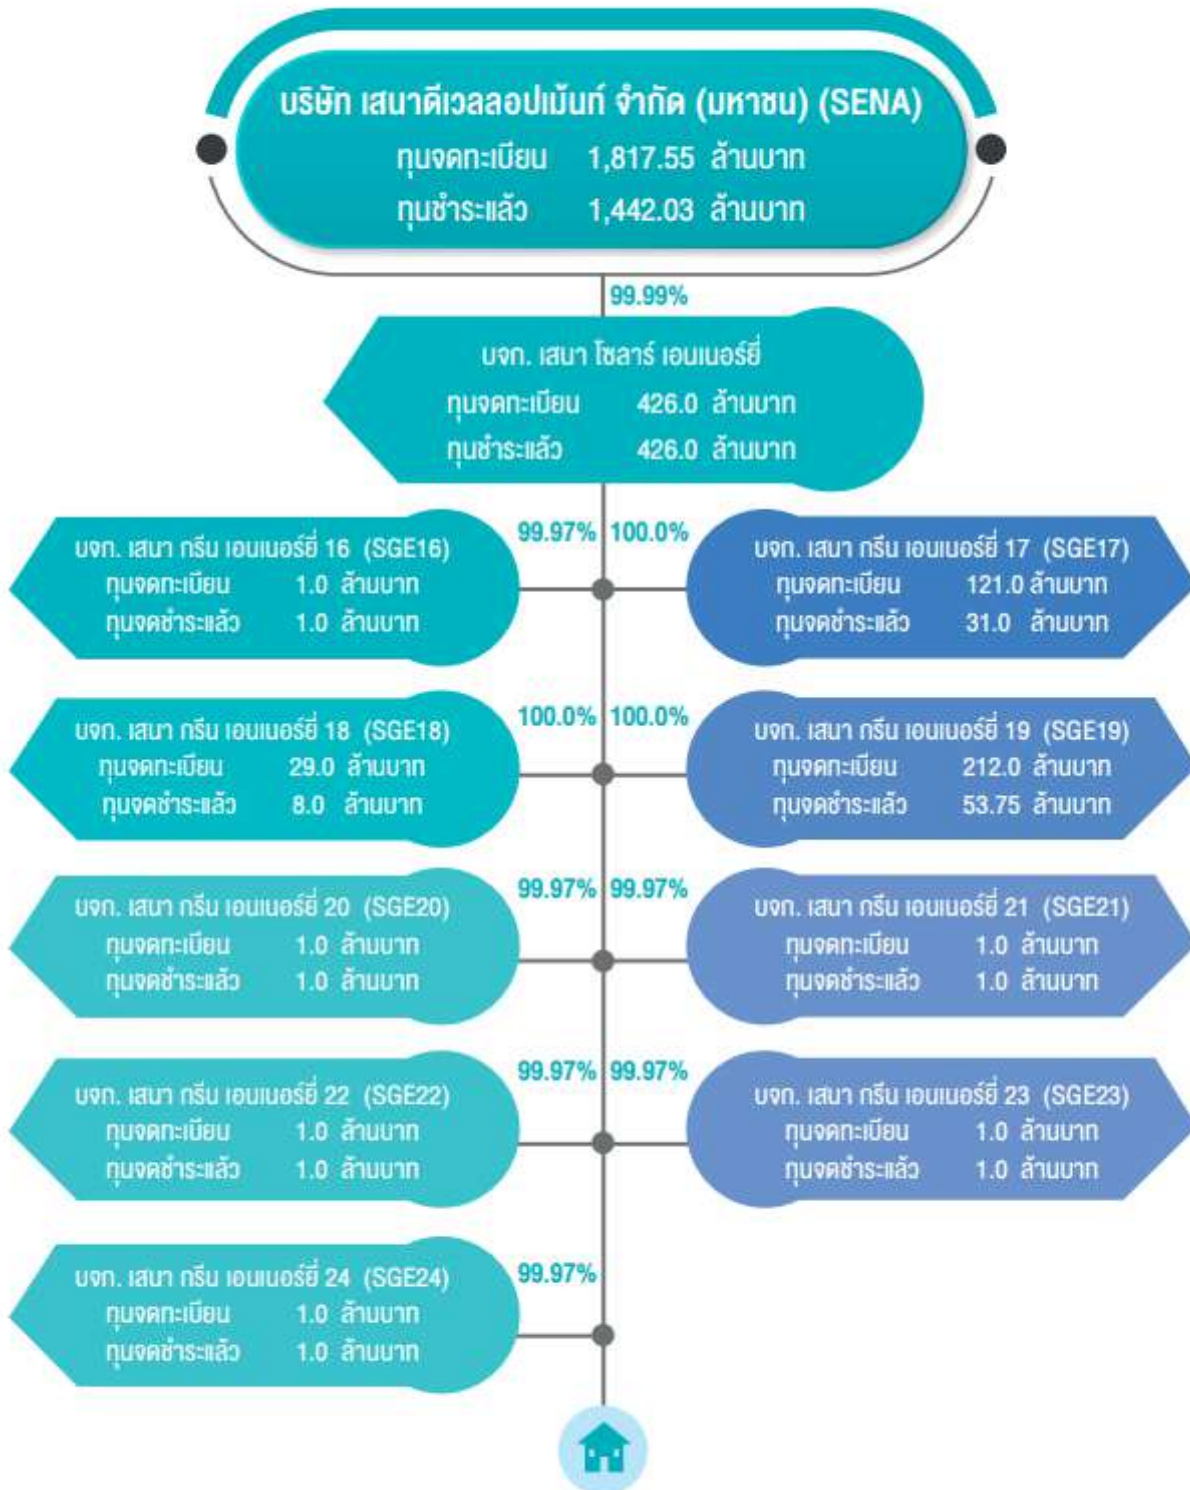 บริษัท เสนาดีเวลลอปเม้นท์ จำกัด (มหาชน) (SENA)
ทุนจดทะเบียน 1,817.55 ล้านบาท
ทุนชำระแล้ว 1,442.03 ล้านบาท
99.99%
บจก. เสนา โซลาร์ เอนเนอร์ยี่
ทุนจดทะเบียน 426.0 ล้านบาท
ทุนชำระแล้ว 426.0 ล้านบาท
99.97% 100.0%
บจก. เสนา กรีน เอนเนอร์ยี่ 16 (SGE16)
ทุนจดทะเบียน 1.0 ล้านบาท
ทุนจดชำระแล้ว 1.0 ล้านบาท
บจก. เสนา กรีน เอนเนอร์ยี่ 17 (SGE17)
ทุนจดทะเบียน 121.0 ล้านบาท
ทุนจดชำระแล้ว 31.0 ล้านบาท
100.0% 100.0%
บจก. เสนา กรีน เอนเนอร์ยี่ 18 (SGE18)
ทุนจดทะเบียน 29.0 ล้านบาท
ทุนจดชำระแล้ว 8.0 ล้านบาท
บจก. เสนา กรีน เอนเนอร์ยี่ 19 (SGE19)
ทุนจดทะเบียน 212.0 ล้านบาท
ทุนจดชำระแล้ว 53.75 ล้านบาท
99.97% 99.97%
บจก. เสนา กรีน เอนเนอร์ยี่ 20 (SGE20)
ทุนจดทะเบียน 1.0 ล้านบาท
ทุนจดชำระแล้ว 1.0 ล้านบาท
บจก. เสนา กรีน เอนเนอร์ยี่ 21 (SGE21)
ทุนจดทะเบียน 1.0 ล้านบาท
ทุนจดชำระแล้ว 1.0 ล้านบาท
99.97% 99.97%
บจก. เสนา กรีน เอนเนอร์ยี่ 22 (SGE22)
ทุนจดทะเบียน 1.0 ล้านบาท
ทุนจดชำระแล้ว 1.0 ล้านบาท
บจก. เสนา กรีน เอนเนอร์ยี่ 23 (SGE23)
ทุนจดทะเบียน 1.0 ล้านบาท
ทุนจดชำระแล้ว 1.0 ล้านบาท
99.97%
บจก. เสนา กรีน เอนเนอร์ยี่ 24 (SGE24)
ทุนจดทะเบียน 1.0 ล้านบาท
ทุนจดชำระแล้ว 1.0 ล้านบาท